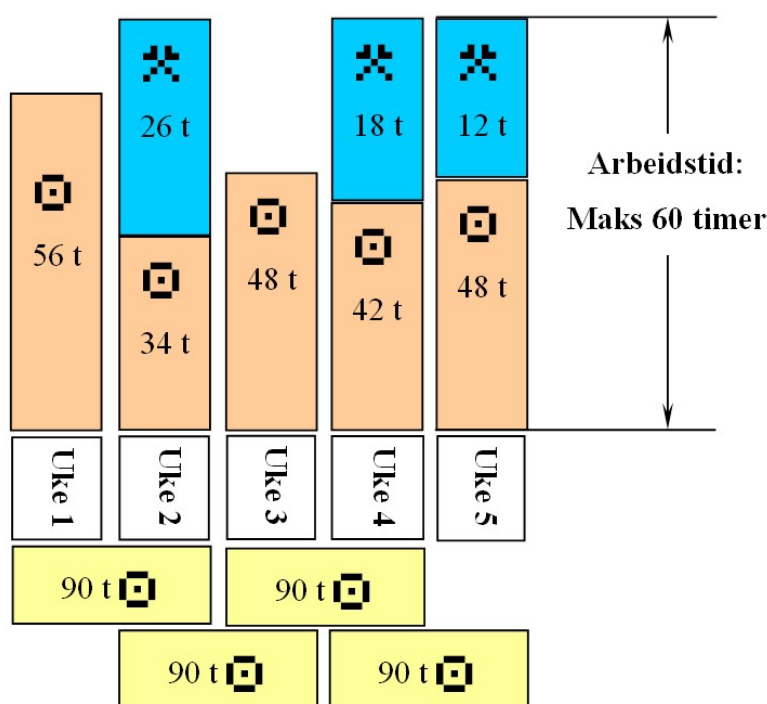 26 t
18 t
12 t
Arbeidstid:
Maks 60 timer
56 t
34 t
48 t
42 t
48 t
Uke 1
Uke 2
Uke 3
Uke 4
Uke 5
90 t
90 t
90 t
90 t